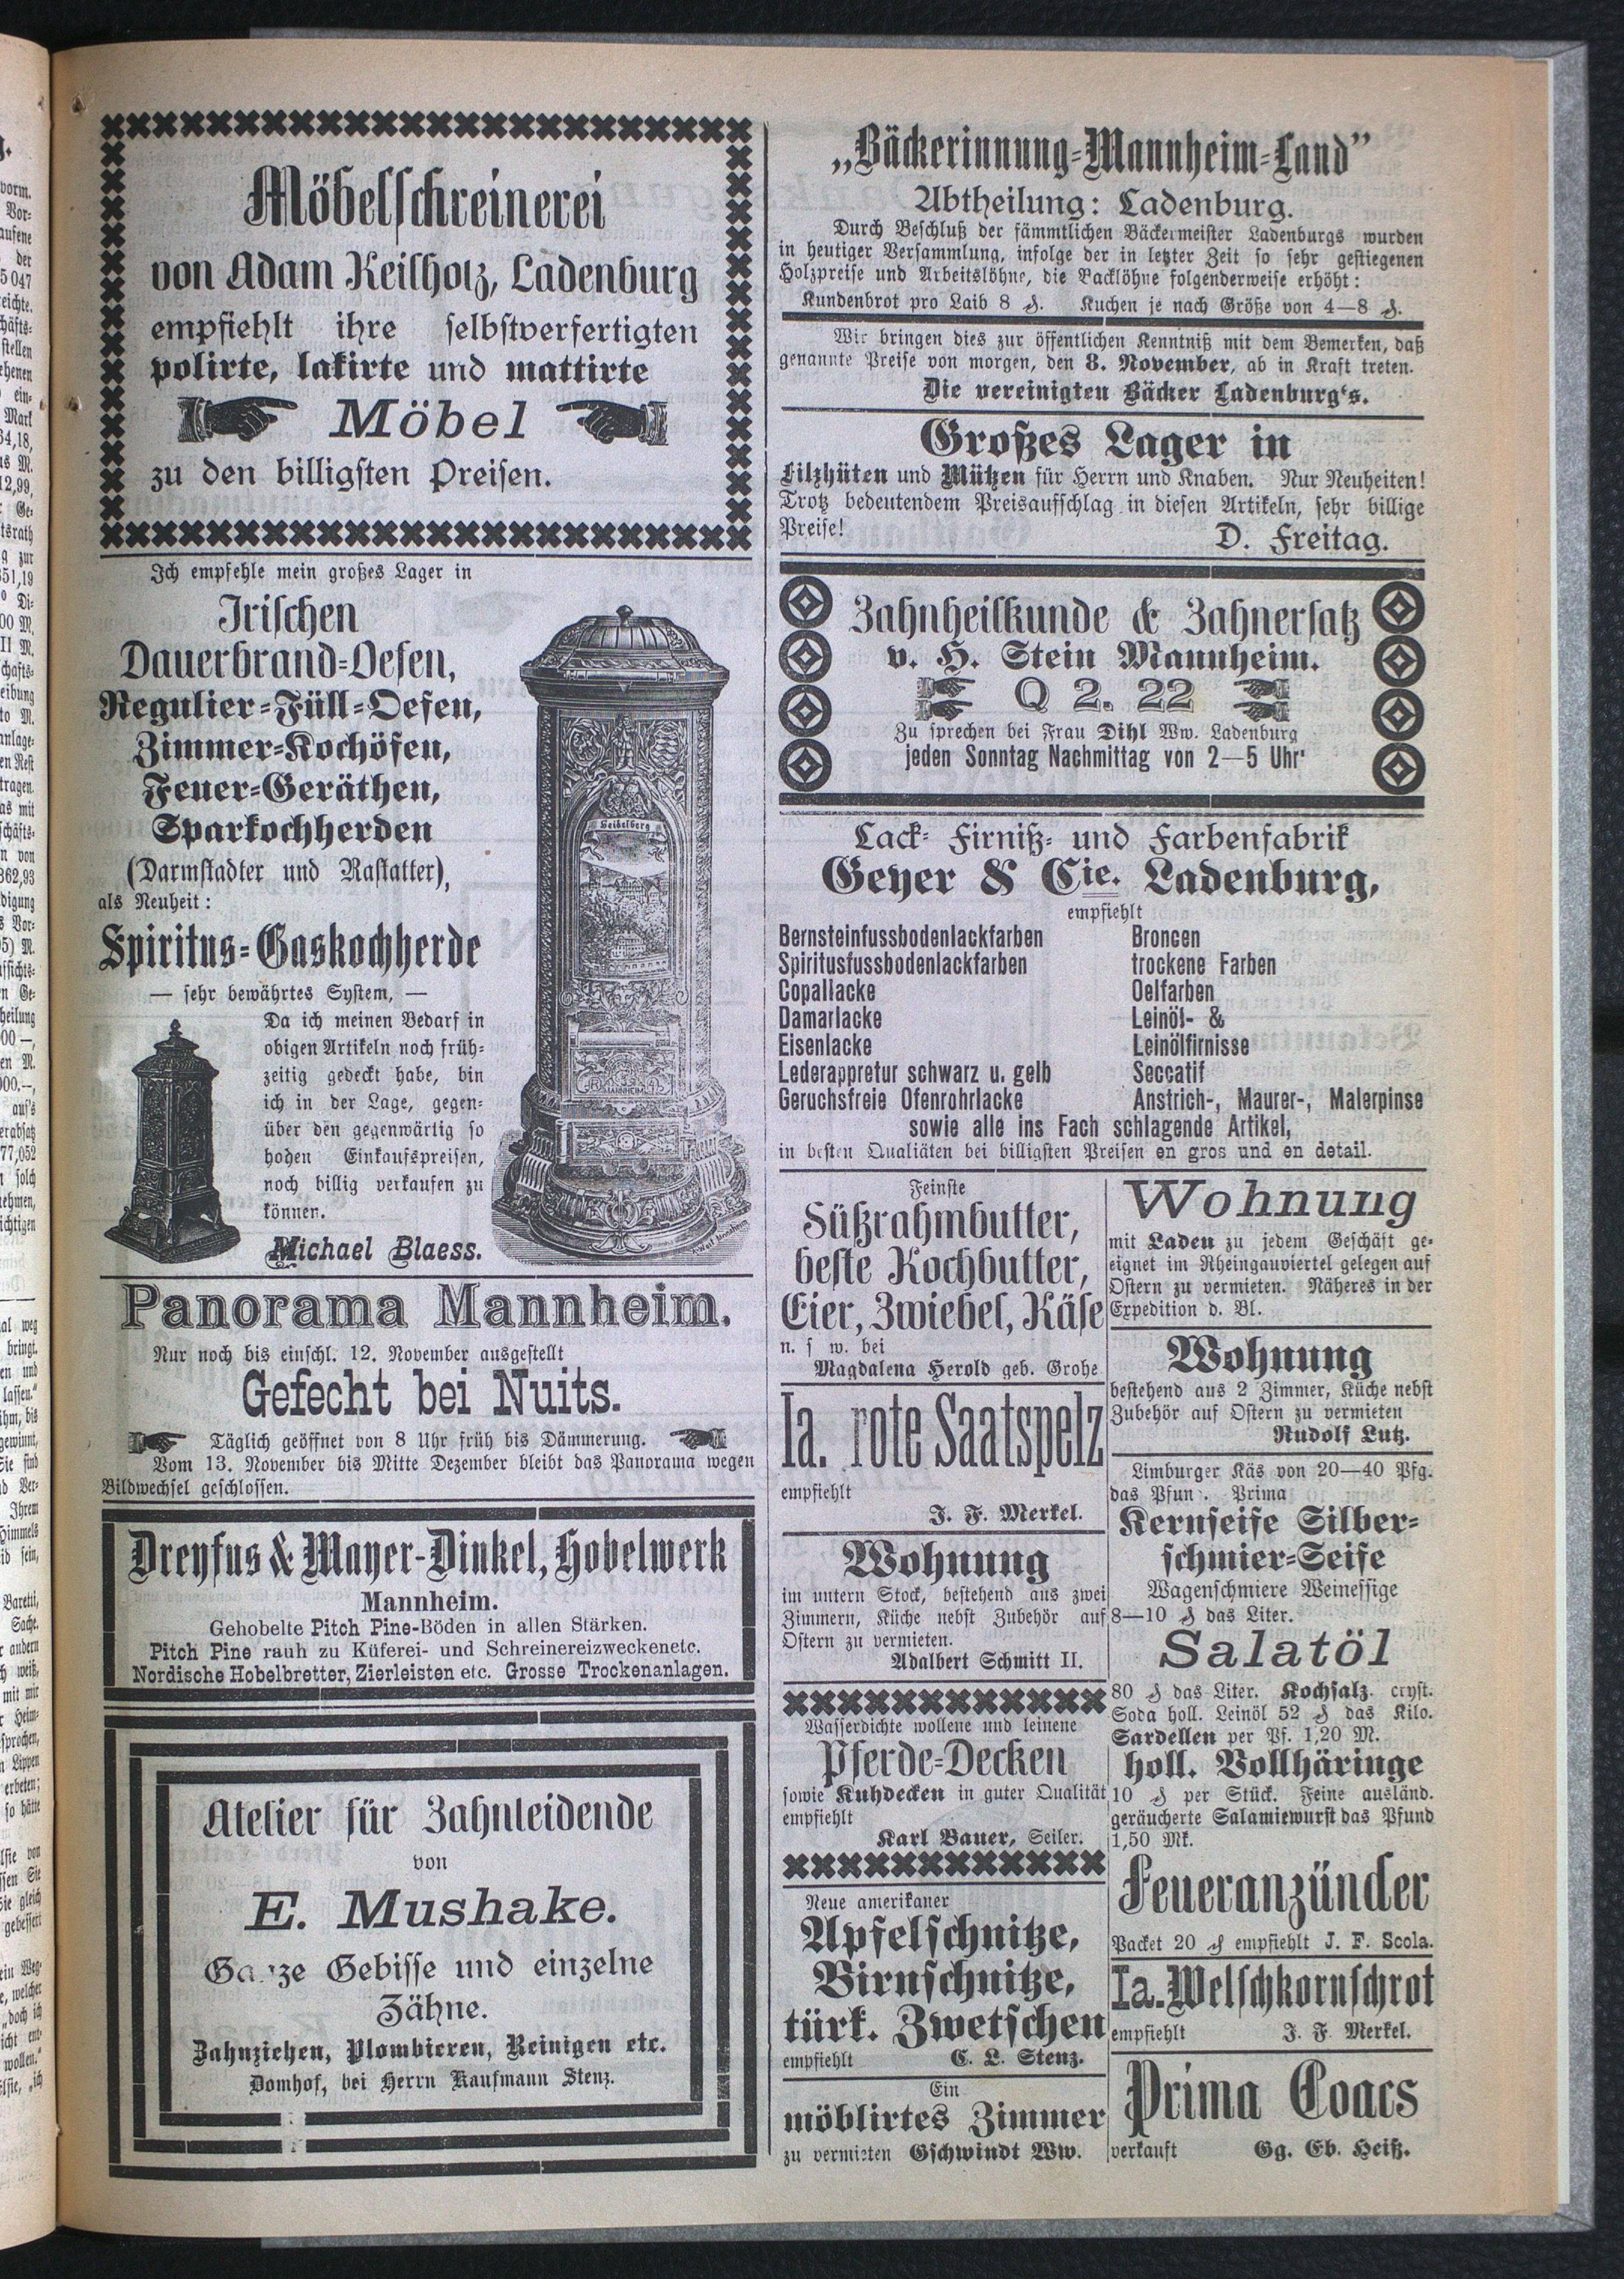 Möbelschreinerei
von Adam Keilholz, Ladenburg
empfiehlt ihre selbstverfertigten
polirte, lakirte und mattirte
Möbel
zu den billigsten Preisen.
Ich empfehle mein großes Lager in
Irischen
Dauerbrand-Oefen,
Regulier-Füll-Oefen,
Zimmer-Kochöfen,
Feuer-Geräthen,
Sparkochherden
(Darmstadter und Rastatter),
als Neuheit:
Spiritus-Gaskochherde
— sehr bewährtes System, —
Da ich meinen Bedarf in
obigen Artikeln noch früh-
zeitig gedeckt habe, bin
ich in der Lage, gegen-
über den gegenwärtig so
hohen Einkaufspreisen,
noch billig verkaufen zu
können.
Michael Blaess.
Heidelberg
MANNHEIM
Panorama Mannheim.
Nur noch bis einschl. 12. November ausgestellt
Gefecht bei Nuits.
Täglich geöffnet von 8 Uhr früh bis Dämmerung.
Vom 13. November bis Mitte Dezember bleibt das Panorama wegen
Bildwechsel geschlossen.
Dreyfus & Mayer-Dinkel, Hobelwerk
Mannheim.
Gehobelte Pitch Pine-Böden in allen Stärken.
Pitch Pine rauh zu Küferei- und Schreinereizweckenetc.
Nordische Hobelbretter, Zierleisten etc. Grosse Trockenanlagen.
Atelier für Zahnleidende
von
E. Mushake.
Ganze Gebisse und einzelne
Zähne.
Zahnziehen, Plombieren, Reinigen etc.
Domhof, bei Herrn Kaufmann Stenz.
„Bäckerinnung-Mannheim-Land”
Abtheilung: Ladenburg.
Durch Beschluß der sämmtlichen Bäckermeister Ladenburgs wurden
in heutiger Versammlung, infolge der in letzter Zeit so sehr gestiegenen
Holzpreise und Arbeitslöhne, die Backlöhne folgenderweise erhöht:
Kundenbrot pro Laib 8 ₰. Kuchen je nach Größe von 4—8 ₰.
Wir bringen dies zur öffentlichen Kenntniß mit dem Bemerken, daß
genannte Preise von morgen, den 8. November, ab in Kraft treten.
Die vereinigten Bäcker Ladenburg's.
Großes Lager in
Filzhüten und Mützen für Herrn und Knaben. Nur Neuheiten!
Trotz bedeutendem Preisaufschlag in diesen Artikeln, sehr billige
Preise!
D. Freitag.
Zahnheilkunde & Zahnersatz
v. H. Stein Mannheim.
Q 2. 22
Zu sprechen bei Frau Dihl Ww. Ladenburg
jeden Sonntag Nachmittag von 2—5 Uhr
Lack- Firniß- und Farbenfabrik
Geyer & Cie. Ladenburg,
empfiehlt
Bernsteinfussbodenlackfarben
Spiritusfussbodenlackfarben
Copallacke
Damarlacke
Eisenlacke
Lederappretur schwarz u. gelb
Geruchsfreie Ofenrohrlacke
Broncen
trockene Farben
Oelfarben
Leinöl- &
Leinölfirnisse
Seccatif
Anstrich-, Maurer-, Malerpinse
sowie alle ins Fach schlagende Artikel,
in besten Qualiäten bei billigsten Preisen en gros und en detail.
Feinste
Süßrahmbutter,
beste Kochbutter,
Eier, Zwiebel, Käse
n. s w. bei
Magdalena Herold geb. Grohe
Ia. rote Saatspelz
empfiehlt
J. F. Merkel.
Wohnung
im untern Stock, bestehend aus zwei
Zimmern, Küche nebst Zubehör auf
Ostern zu vermieten.
Adalbert Schmitt II.
Wasserdichte wollene und leinene
Pferde-Decken
sowie Kuhdecken in guter Qualität
empfiehlt
Karl Bauer, Seiler.
Neue amerikaner
Apfelschnitze,
Birnschnitze,
türk. Zwetschen
empfiehlt
C. L. Stenz.
Ein
möblirtes Zimmer
zu vermieten Gschwindt Ww.
Wohnung
mit Laden zu jedem Geschäft ge-
eignet im Rheingauviertel gelegen auf
Ostern zu vermieten. Näheres in der
Expedition d. Bl.
Wohnung
bestehend aus 2 Zimmer, Küche nebst
Zubehör auf Ostern zu vermieten
Rudolf Lutz.
Limburger Käs von 20—40 Pfg.
das Pfun . Prima
Kernseife Silber-
schmier-Seife
Wagenschmiere Weinessige
8—10 ₰ das Liter.
Salatöl
80 ₰ das Liter. Kochsalz. cryst.
Soda holl. Leinöl 52 ₰ das Kilo.
Sardellen per Pf. 1,20 M.
holl. Vollhäringe
10 ₰ per Stück. Feine ausländ.
geräucherte Salamiewurst das Pfund
1,50 Mk.
Feueranzünder
Packet 20 ₰ empfiehlt J. F. Scola.
Ia. Welschkornschrot
empfiehlt
J. F. Merkel.
Prima Coacs
verkauft
Gg. Eb. Heiß.